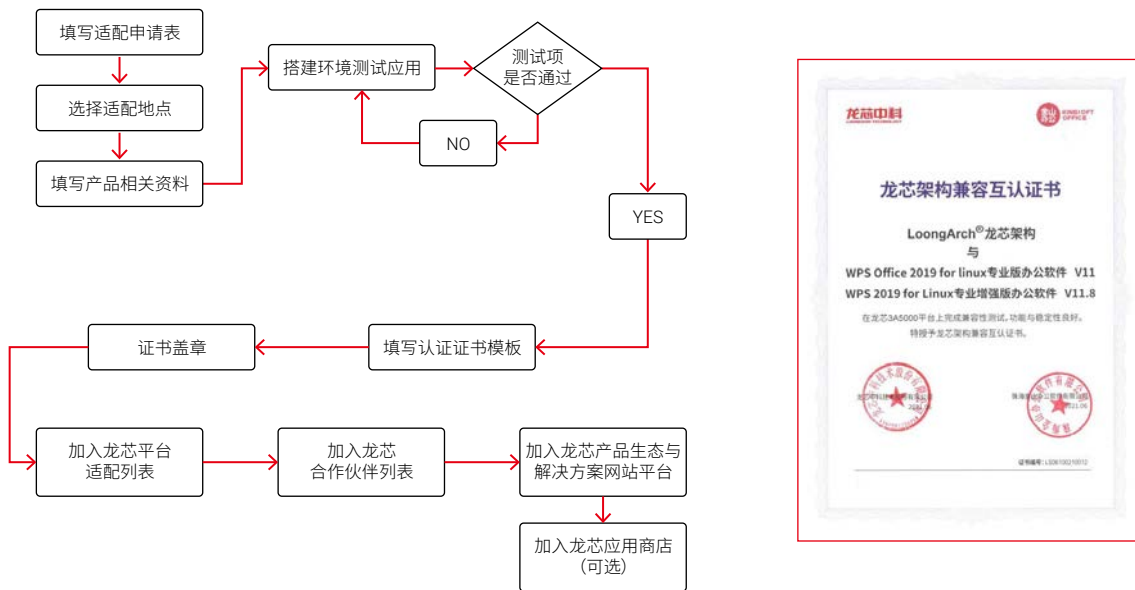 填写适配申请表
选择适配地点
填写产品相关资料
搭建环境测试应用
测试项
是否通过
NO
YES
填写认证证书模板
证书盖章
加入龙芯平台
适配列表
加入龙芯
合作伙伴列表
加入龙芯产品生态与
解决方案网站平台
加入龙芯应用商店
(可选)
龙芯中科
LOONGSON TECHNOLOGY
KINGSOFT
OFFICE
龙芯架构兼容互认证书
LoongArch®龙芯架构
与
WPS Office 2019 for linux专业版办公软件 V11
WPS 2019 for Linux专业增强版办公软件 V11.8
在龙芯3A5000平台上完成兼容性测试,功能与稳定性良好。
特授予龙芯架构兼容互认证书。
证书编号: